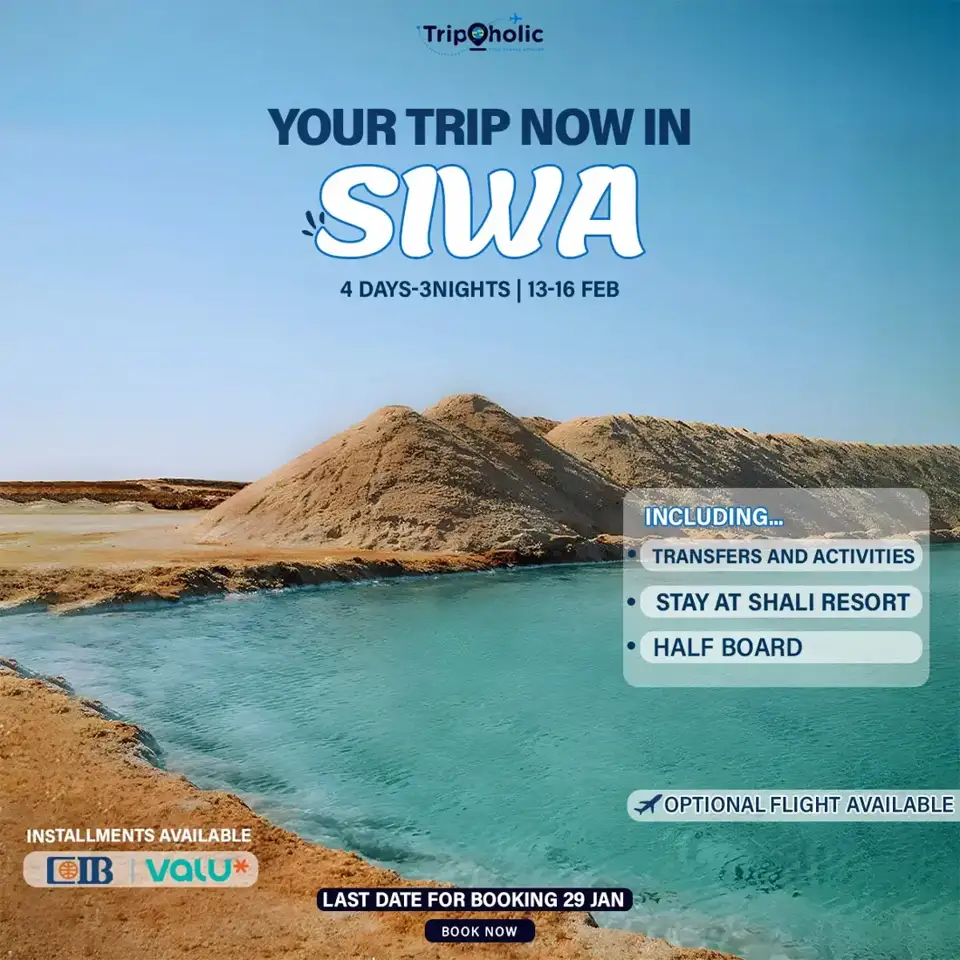 TripOholic
YOUR TRIP NOW IN
SIWA
4 DAYS-3NIGHTS | 13-16 FEB
INCLUDING...
• TRANSFERS AND ACTIVITIES
• STAY AT SHALI RESORT
• HALF BOARD
OPTIONAL FLIGHT AVAILABLE
INSTALLMENTS AVAILABLE
CIB | valU*
LAST DATE FOR BOOKING 29 JAN
BOOK NOW